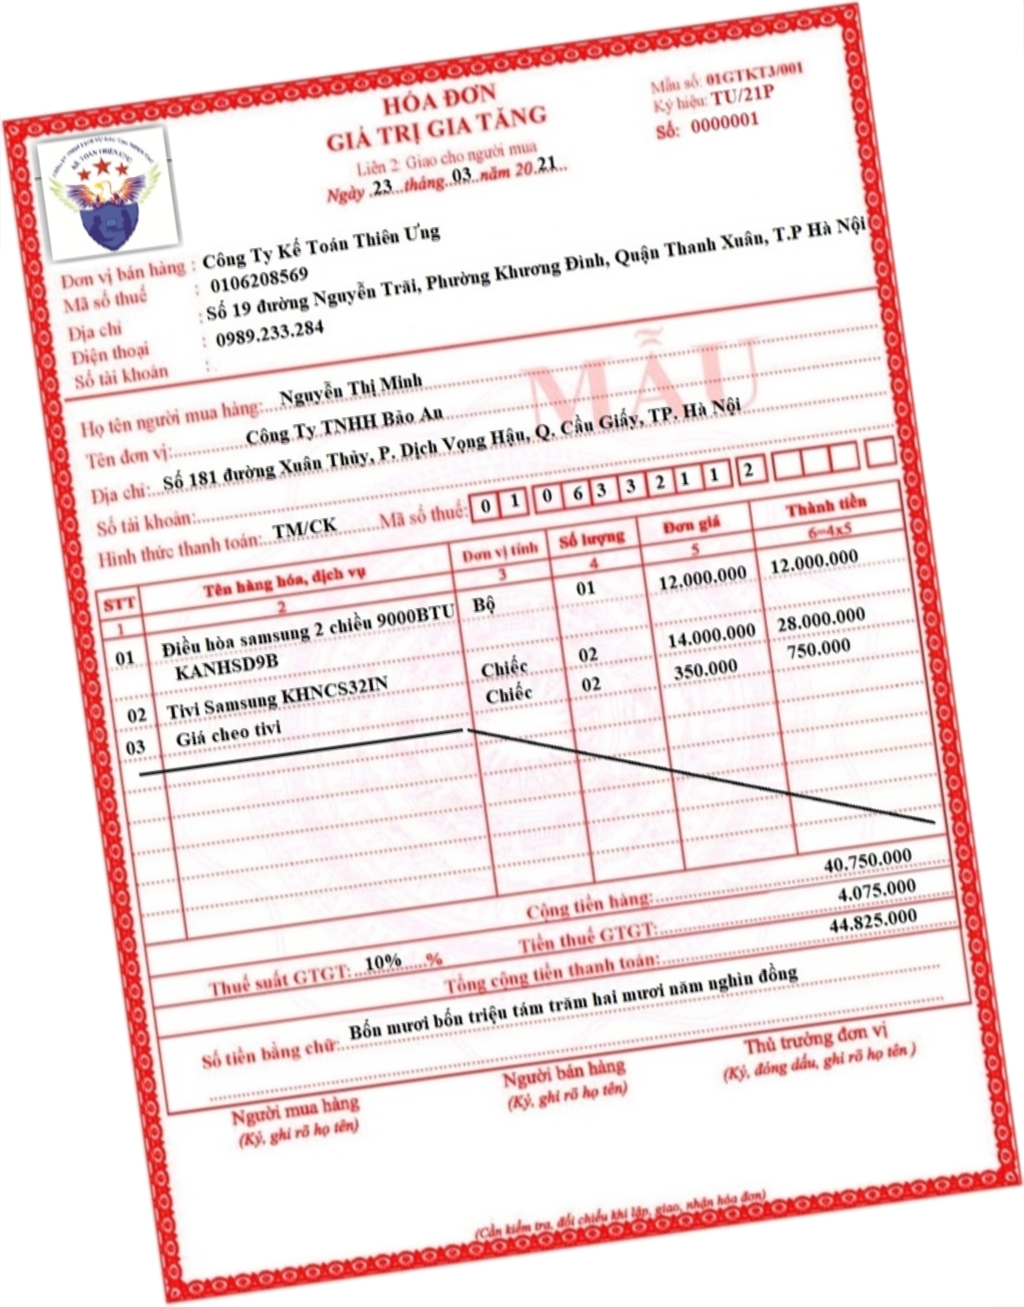 HÓA ĐƠN
GIÁ TRỊ GIA TĂNG
Liên 2: Giao cho người mua
Ngày .23...tháng..03..năm 20.21...
Mẫu số: 01GTKT3/001
Ký hiệu: TU/21P
Số: 0000001
KẾ TOÁN THIÊN ƯNG
Đơn vị bán hàng : Công Ty Kế Toán Thiên Ưng
Mã số thuế : 0106208569
Địa chỉ : Số 19 đường Nguyễn Trãi, Phường Khương Đình, Quận Thanh Xuân, T.P Hà Nội
Điện thoại : 0989.233.284
Số tài khoản :
MẪU
Họ tên người mua hàng: Nguyễn Thị Minh
Tên đơn vị: Công Ty TNHH Bảo An
Địa chỉ: Số 181 đường Xuân Thủy, P. Dịch Vọng Hậu, Q. Cầu Giấy, TP. Hà Nội
Số tài khoản:
Hình thức thanh toán: TM/CK Mã số thuế: 0 1 0 6 3 3 2 1 1 2
STT Tên hàng hóa, dịch vụ Đơn vị tính Số lượng Đơn giá Thành tiền
1 2 3 4 5 6=4x5
01 Điều hòa samsung 2 chiều 9000BTU Bộ 01 12.000.000 12.000.000
KANHSD9B
02 Tivi Samsung KHNCS32IN Chiếc 02 14.000.000 28.000.000
03 Giá cheo tivi Chiếc 02 350.000 750.000
Cộng tiền hàng: 40.750.000
Thuế suất GTGT: 10% % Tiền thuế GTGT: 4.075.000
Tổng cộng tiền thanh toán: 44.825.000
Số tiền bằng chữ: Bốn mươi bốn triệu tám trăm hai mươi năm nghìn đồng
Người mua hàng Người bán hàng Thủ trưởng đơn vị
(Ký, ghi rõ họ tên) (Ký, ghi rõ họ tên) (Ký, đóng dấu, ghi rõ họ tên )
(Cần kiểm tra, đối chiếu khi lập, giao, nhận hóa đơn)